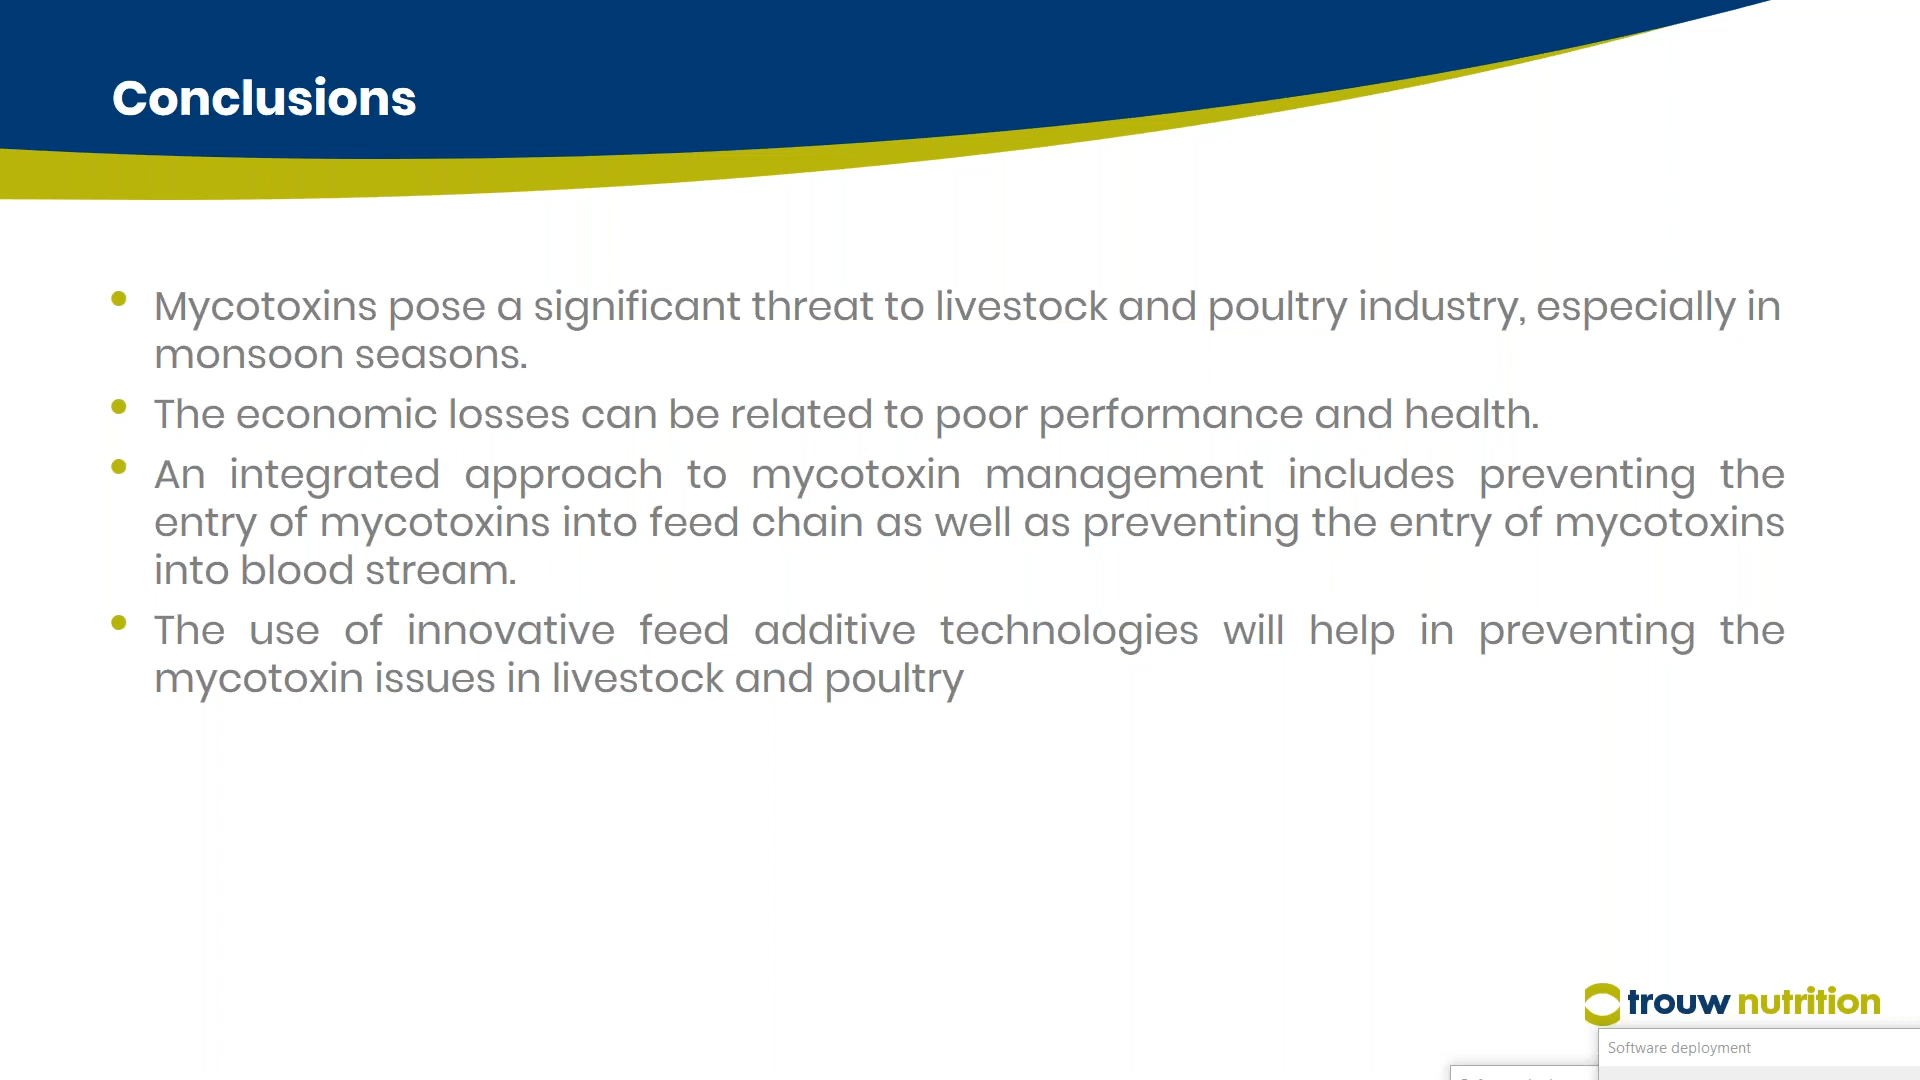 Conclusions
• Mycotoxins pose a significant threat to livestock and poultry industry, especially in
monsoon seasons.
• The economic losses can be related to poor performance and health.
• An integrated approach to mycotoxin management includes preventing the
entry of mycotoxins into feed chain as well as preventing the entry of mycotoxins
into blood stream.
• The use of innovative feed additive technologies will help in preventing the
mycotoxin issues in livestock and poultry
trouw nutrition
Software deployment